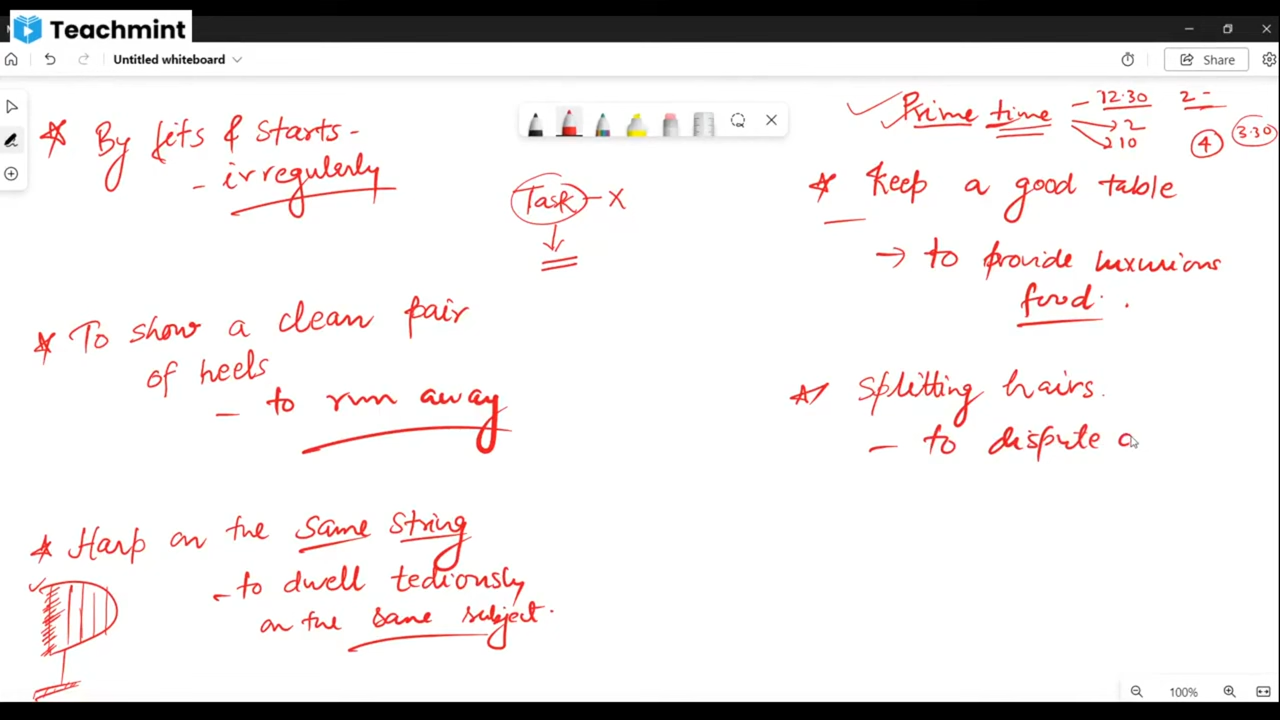 Teachmint
Untitled whiteboard
Share
By fits & starts -
- irregularly
Task - X
To show a clean pair
of heels
- to run away
Harp on the same string
- to dwell tediously
on the same subject.
Prime time - 12.30 2 -
2
10
4
3.30
Keep a good table
→ to provide luxurious
food.
Splitting hairs.
- to dispute o
100%